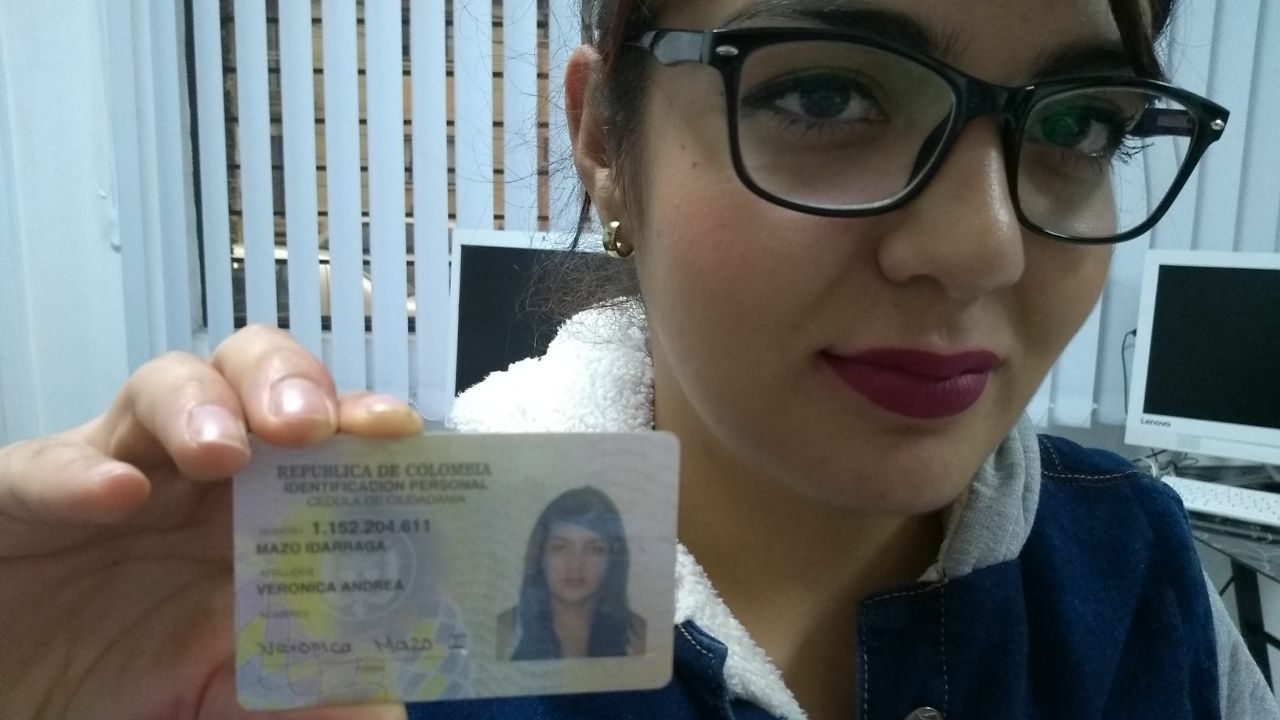 REPUBLICA DE COLOMBIA
IDENTIFICACION PERSONAL
CEDULA DE CIUDADANIA
NUMERO 1.152.204.611
MAZO IDARRAGA
APELLIDOS
VERONICA ANDREA
NOMBRES
Veronica Mazo I
Lenovo